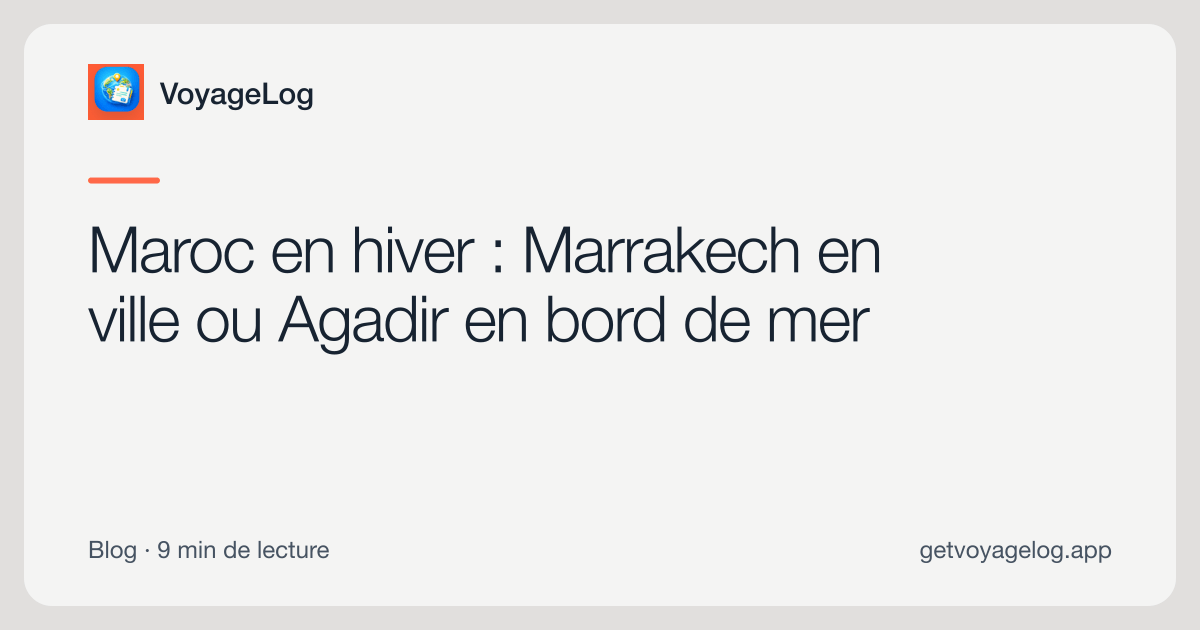 VoyageLog
Maroc en hiver : Marrakech en
ville ou Agadir en bord de mer
Blog · 9 min de lecture
getvoyagelog.app